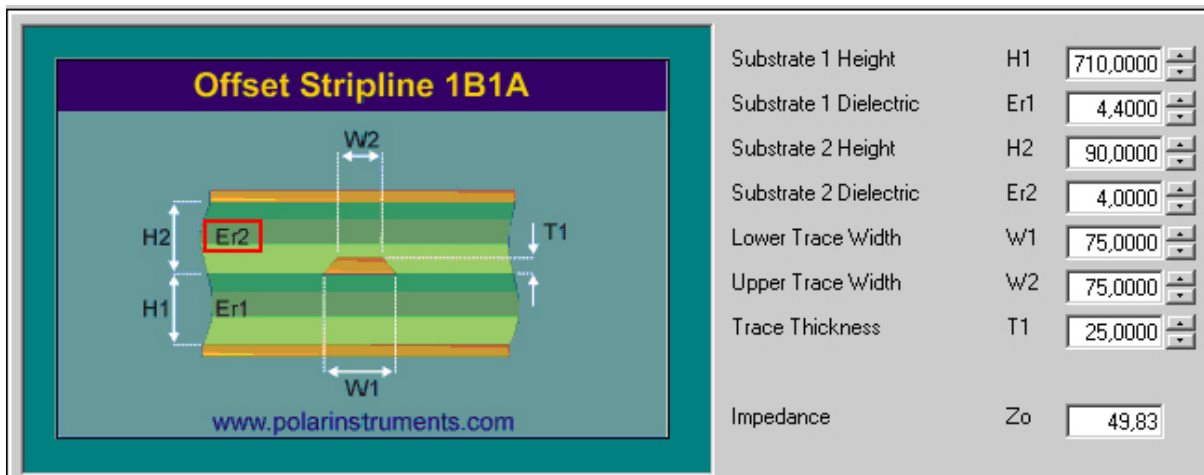 Offset Stripline 1B1A
W2
H2
Er2
T1
H1
Er1
W1
www.polarinstruments.com
Substrate 1 Height H1 710,0000
Substrate 1 Dielectric Er1 4,4000
Substrate 2 Height H2 90,0000
Substrate 2 Dielectric Er2 4,0000
Lower Trace Width W1 75,0000
Upper Trace Width W2 75,0000
Trace Thickness T1 25,0000
Impedance Zo 49,83